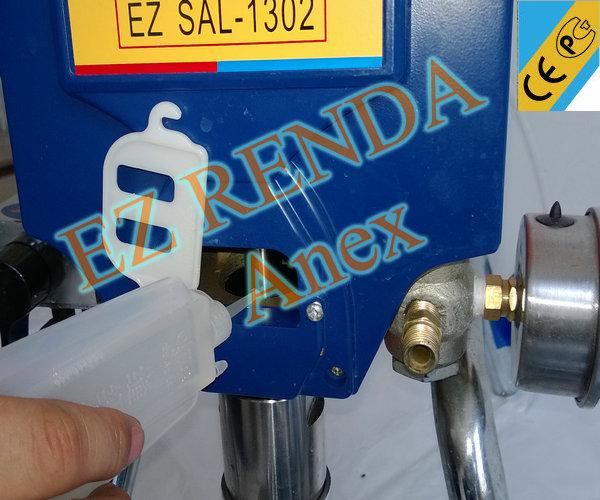 EZ SAL-1302
CE
EZ RENDA
Anex